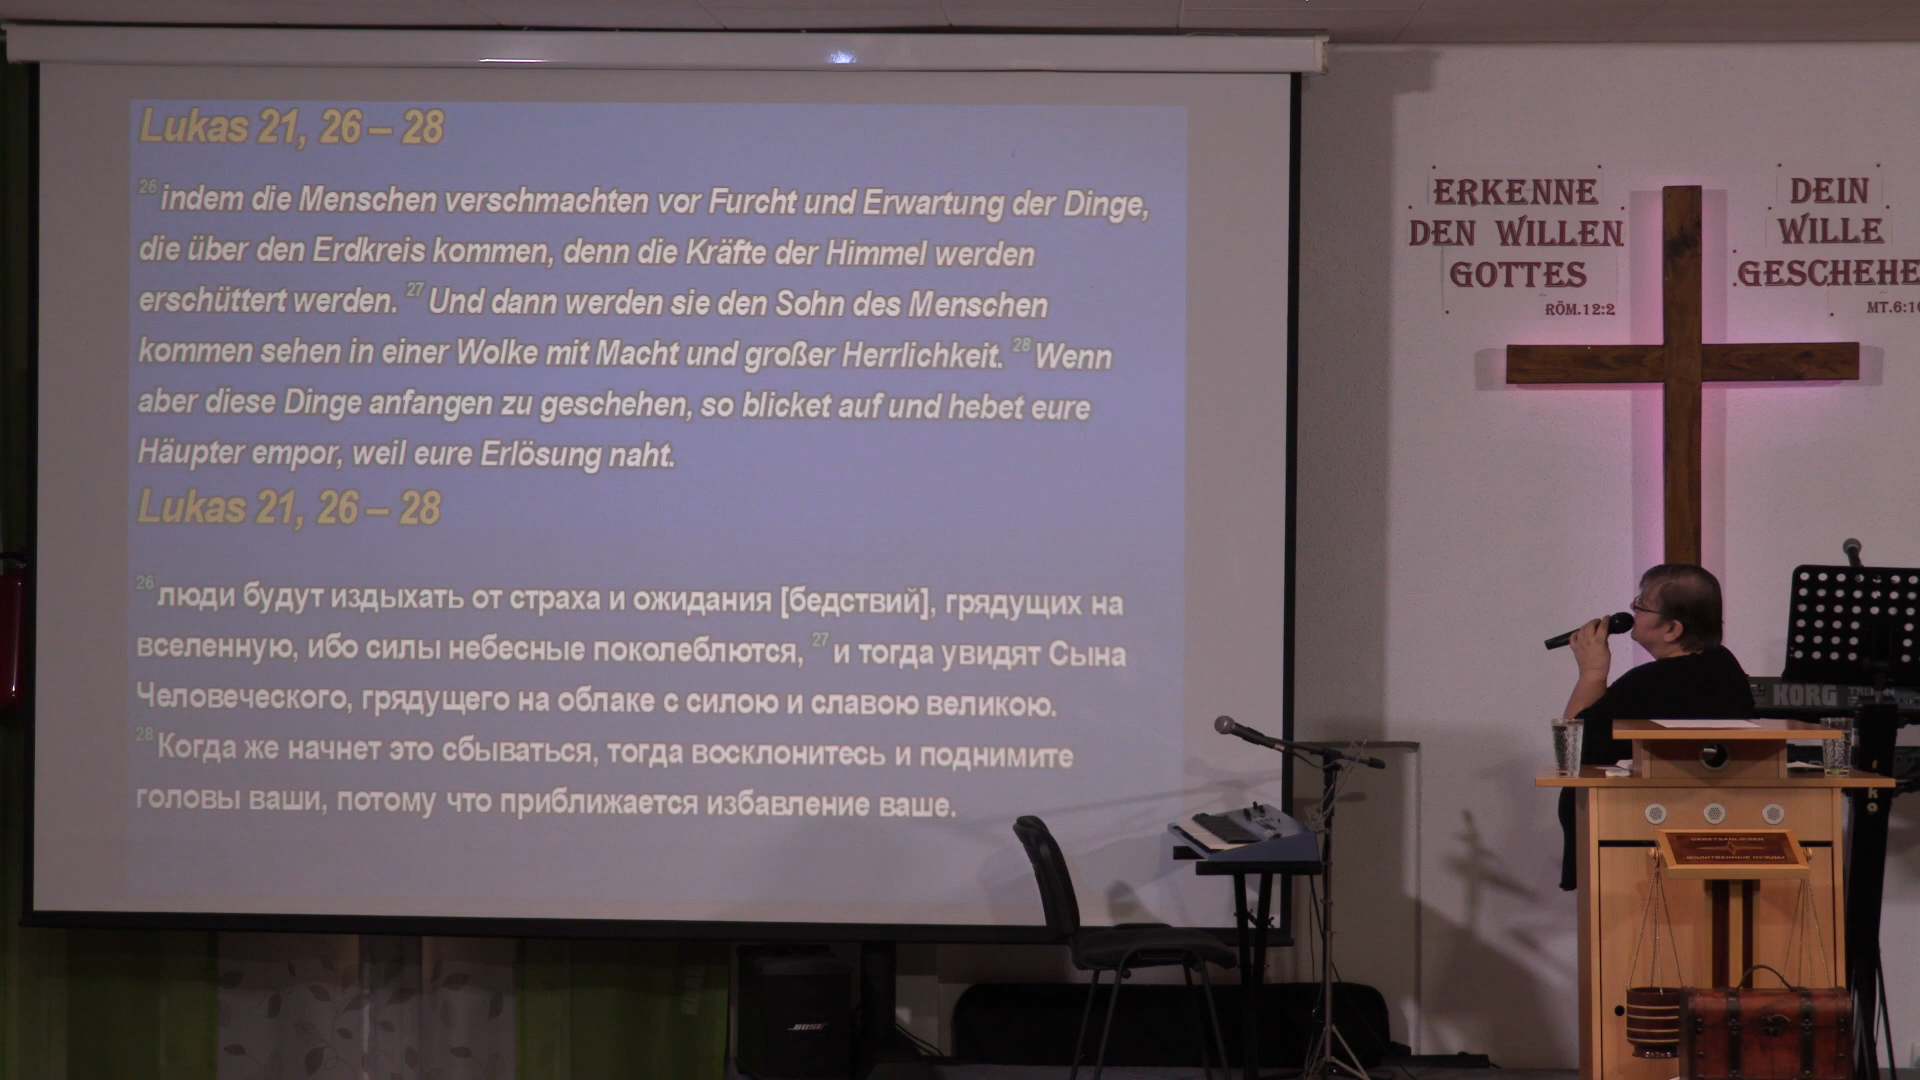 Lukas 21, 26 – 28
26 indem die Menschen verschmachten vor Furcht und Erwartung der Dinge,
die über den Erdkreis kommen, denn die Kräfte der Himmel werden
erschüttert werden. 27 Und dann werden sie den Sohn des Menschen
kommen sehen in einer Wolke mit Macht und großer Herrlichkeit. 28 Wenn
aber diese Dinge anfangen zu geschehen, so blicket auf und hebet eure
Häupter empor, weil eure Erlösung naht.
Lukas 21, 26 – 28
26 люди будут издыхать от страха и ожидания [бедствий], грядущих на
вселенную, ибо силы небесные поколеблются, 27 и тогда увидят Сына
Человеческого, грядущего на облаке с силою и славою великою.
28 Когда же начнет это сбываться, тогда восклонитесь и поднимите
головы ваши, потому что приближается избавление ваше.
ERKENNE
DEN WILLEN
GOTTES
RÖM.12:2
DEIN
WILLE
GESCHEHE
MT.6:10
KORG
GEBETSANLIEGEN
МОЛИТВЕННЫЕ НУЖДЫ
BOSE